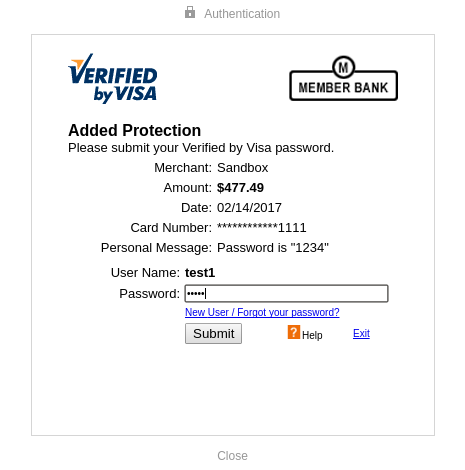 Authentication
VERIFIED
by VISA
M
MEMBER BANK
Added Protection
Please submit your Verified by Visa password.
Merchant: Sandbox
Amount: $477.49
Date: 02/14/2017
Card Number: ************1111
Personal Message: Password is "1234"
User Name: test1
Password: •••••
New User / Forgot your password?
Submit ? Help Exit
Close